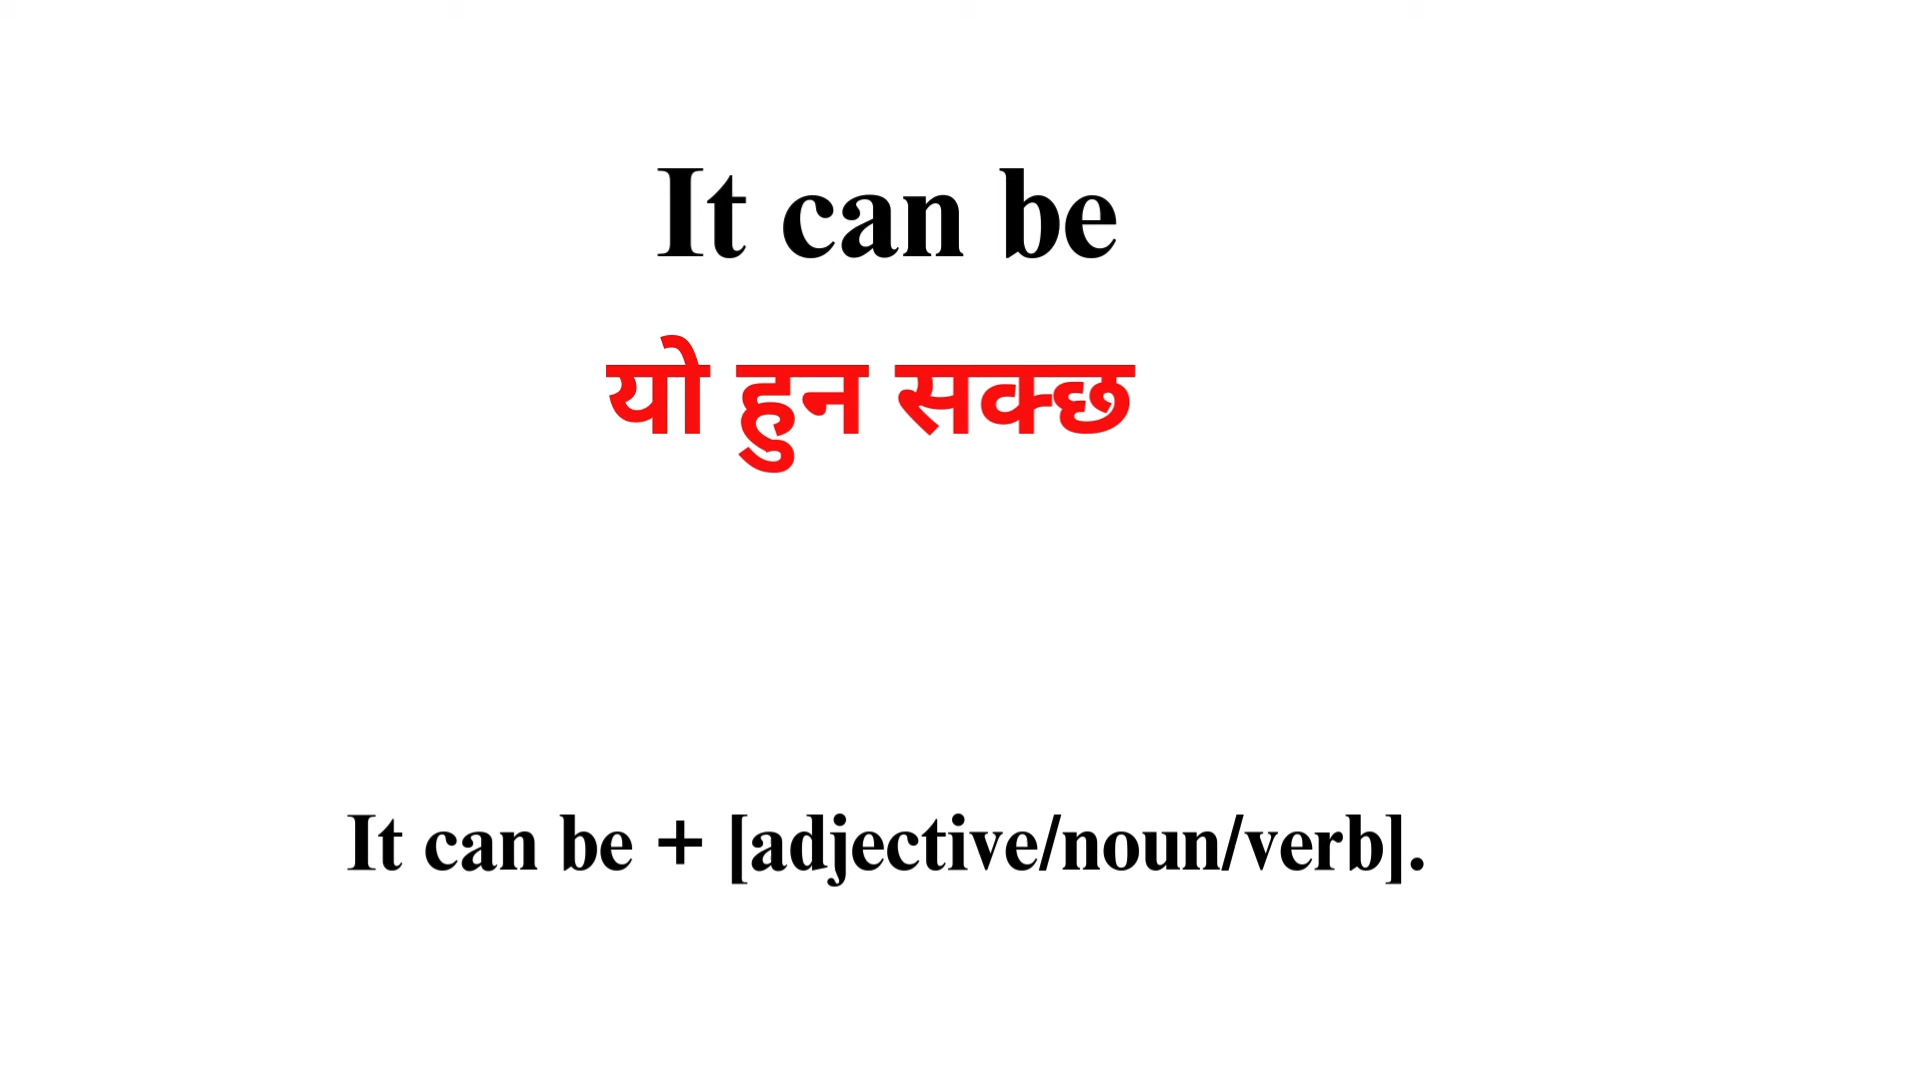 It can be
यो हुन सक्छ
It can be + [adjective/noun/verb].